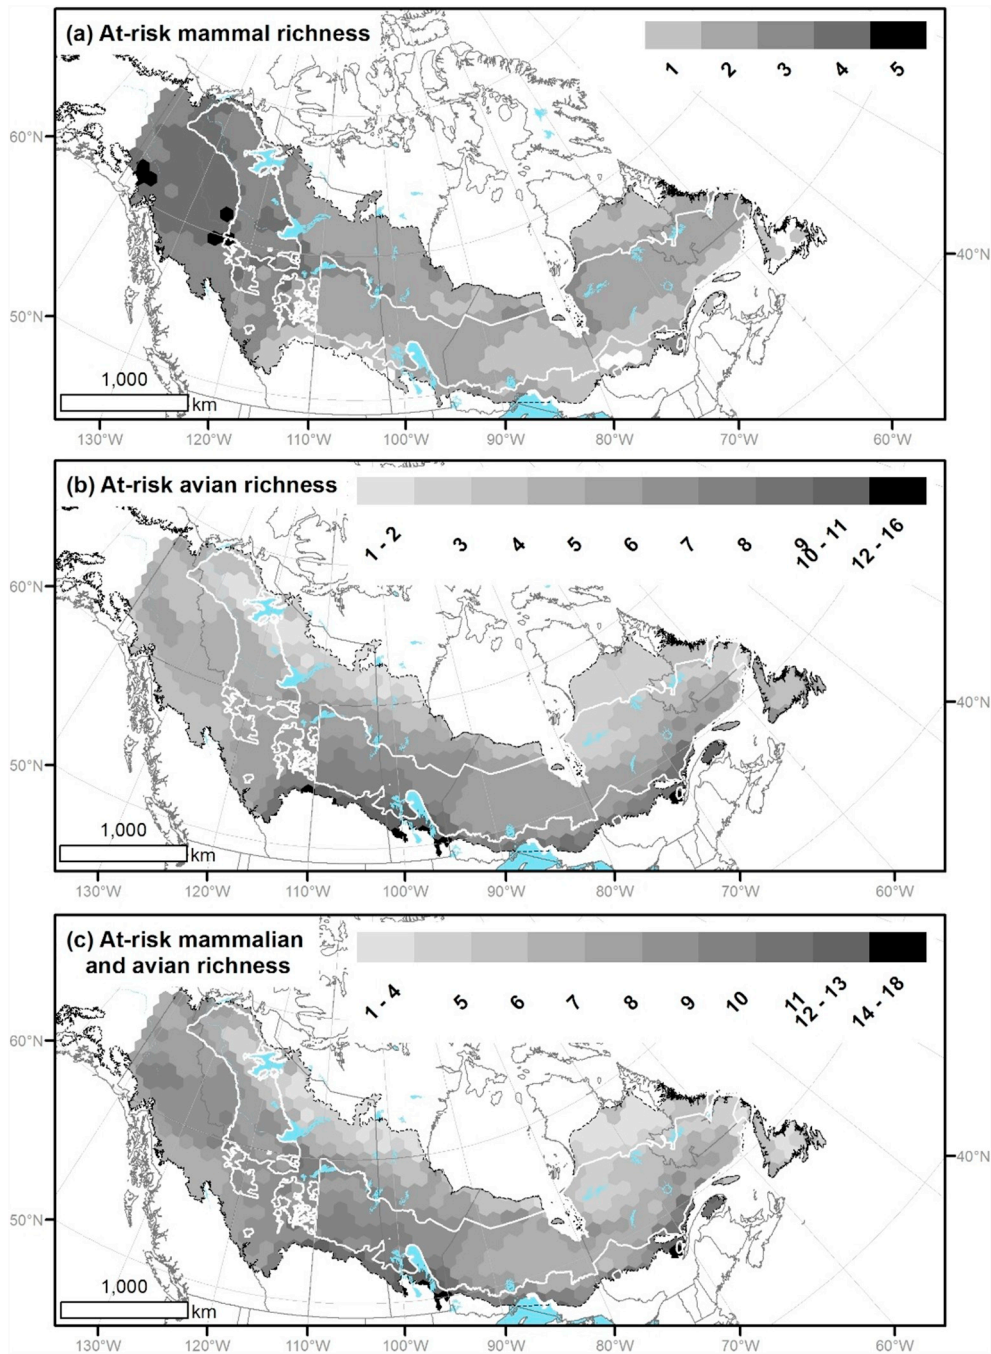 (a) At-risk mammal richness
1 2 3 4 5
60°N
40°N
50°N
0
1,000
km
130°W 120°W 110°W 100°W 90°W 80°W 70°W 60°W
(b) At-risk avian richness
1 - 2 3 4 5 6 7 8 9 10 - 11 12 - 16
60°N
40°N
50°N
0
1,000
km
130°W 120°W 110°W 100°W 90°W 80°W 70°W 60°W
(c) At-risk mammalian
and avian richness
1 - 4 5 6 7 8 9 10 11 12 - 13 14 - 18
60°N
40°N
50°N
0
1,000
km
130°W 120°W 110°W 100°W 90°W 80°W 70°W 60°W